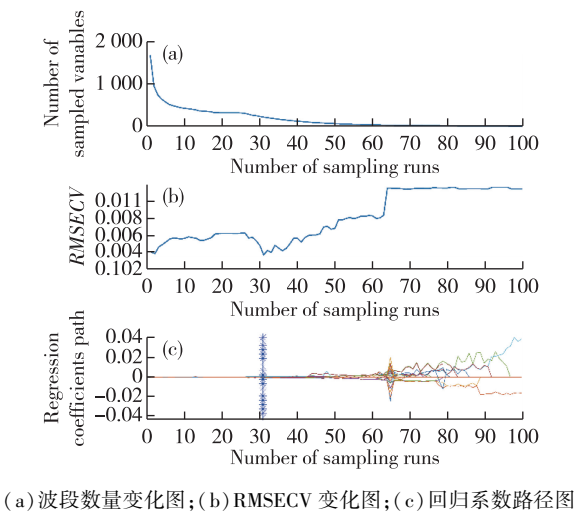 Number of
sampled vanables
2 000
1 000
0
(a)
0 10 20 30 40 50 60 70 80 90 100
Number of sampling runs
RMSECV
0.011
0.008
0.006
0.004
0.102
(b)
0 10 20 30 40 50 60 70 80 90 100
Number of sampling runs
Regression
coefficients path
0.04
0.02
0
−0.02
−0.04
(c)
0 10 20 30 40 50 60 70 80 90 100
Number of sampling runs
(a)波段数量变化图;(b)RMSECV 变化图;(c)回归系数路径图